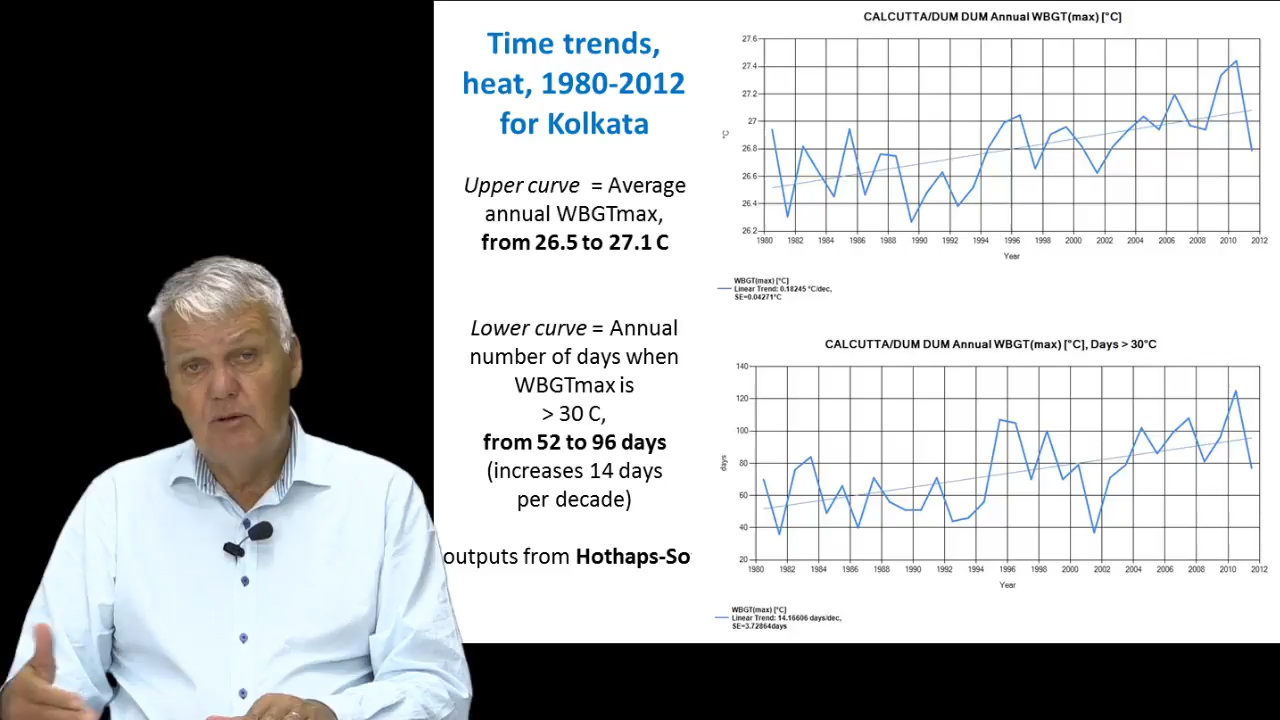 Time trends,
heat, 1980-2012
for Kolkata
Upper curve = Average
annual WBGTmax,
from 26.5 to 27.1 C
Lower curve = Annual
number of days when
WBGTmax is
> 30 C,
from 52 to 96 days
(increases 14 days
per decade)
outputs from Hothaps-So
CALCUTTA/DUM DUM Annual WBGT(max) [°C]
27.6
27.4
27.2
27
26.8
26.6
26.4
26.2
°C
1980 1982 1984 1986 1988 1990 1992 1994 1996 1998 2000 2002 2004 2006 2008 2010 2012
Year
WBGT(max) [°C]
Linear Trend: 0.18245 °C/dec,
SE=0.04271°C
CALCUTTA/DUM DUM Annual WBGT(max) [°C], Days > 30°C
140
120
100
80
60
40
20
days
1980 1982 1984 1986 1988 1990 1992 1994 1996 1998 2000 2002 2004 2006 2008 2010 2012
Year
WBGT(max) [°C]
Linear Trend: 14.16606 days/dec,
SE=3.72864days